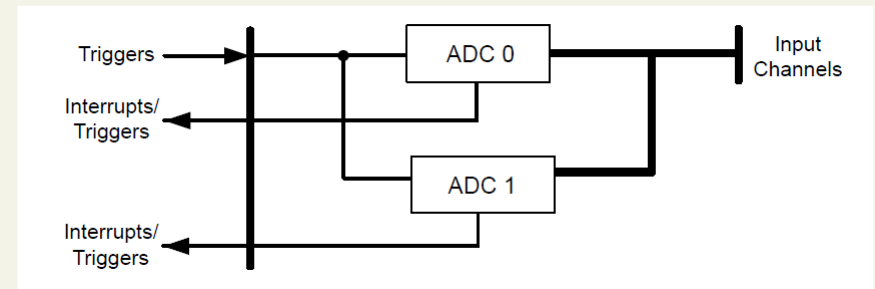 Triggers
ADC 0
Input
Channels
Interrupts/
Triggers
ADC 1
Interrupts/
Triggers